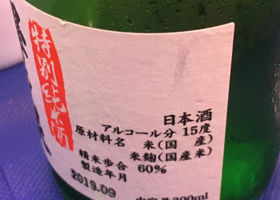 特別純米酒
日本酒
アルコール分 15度
原材料名 米(国産)
米麹(国産米)
精米歩合 60%
製造年月
2019.09